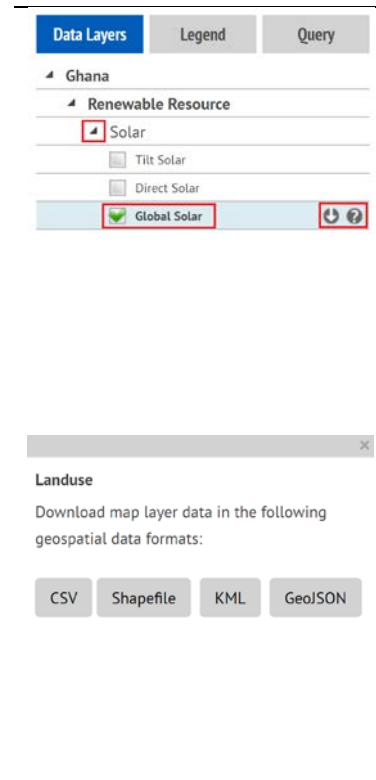 Data Layers Legend Query
Ghana
Renewable Resource
Solar
Tilt Solar
Direct Solar
Global Solar
Landuse
Download map layer data in the following
geospatial data formats:
CSV Shapefile KML GeoJSON